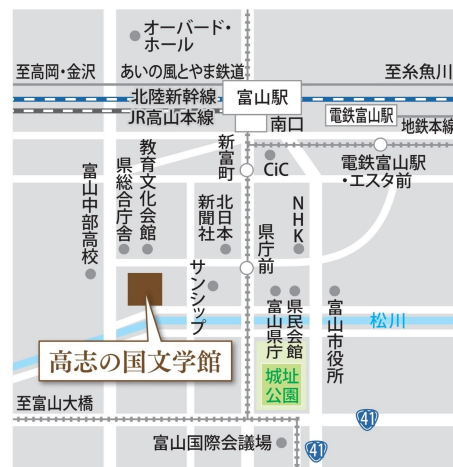 オーバード・
ホール
至高岡・金沢
あいの風とやま鉄道
至糸魚川
北陸新幹線
富山駅
JR高山本線
南口
電鉄富山駅
地鉄本線
新富町
CiC
電鉄富山駅
・エスタ前
富山中部高校
県総合庁舎
教育文化会館
北日本
新聞社
NHK
県庁前
サンシップ
富山県庁
県民会館
富山市役所
松川
高志の国文学館
城址
公園
至富山大橋
41
富山国際会議場
41